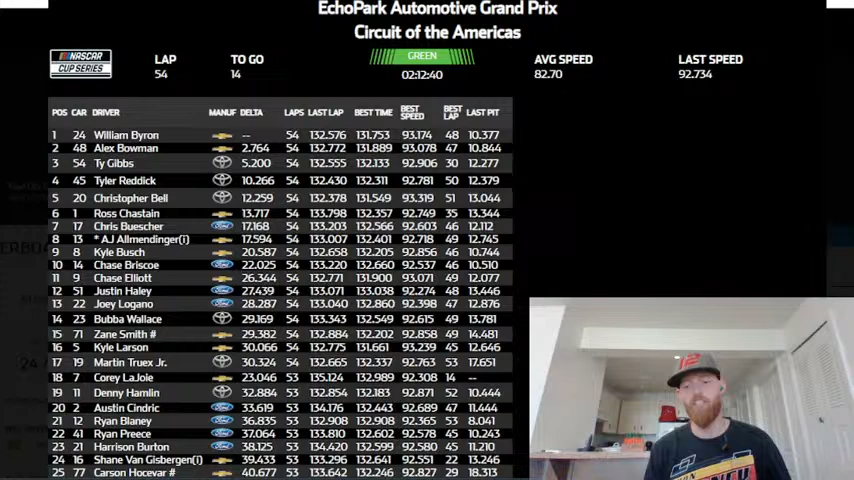 EchoPark Automotive Grand Prix
Circuit of the Americas
NASCAR CUP SERIES
LAP TO GO GREEN AVG SPEED LAST SPEED
54 14 02:12:40 82.70 92.734
POS CAR DRIVER MANUF DELTA LAPS LAST LAP BEST TIME BEST SPEED BEST LAP LAST PIT
1 24 William Byron -- 54 132.576 131.753 93.174 48 10.377
2 48 Alex Bowman 2.764 54 132.772 131.889 93.078 47 10.844
3 54 Ty Gibbs 5.200 54 132.555 132.133 92.906 30 12.277
4 45 Tyler Reddick 10.266 54 132.430 132.311 92.781 50 12.379
5 20 Christopher Bell 12.259 54 132.378 131.549 93.319 51 13.044
6 1 Ross Chastain 13.717 54 133.798 132.357 92.749 35 13.344
7 17 Chris Buescher Ford 17.168 54 133.203 132.566 92.603 46 12.112
8 13 * AJ Allmendinger(i) 17.594 54 133.007 132.401 92.718 49 12.745
9 8 Kyle Busch 20.587 54 132.658 132.205 92.856 46 10.744
10 14 Chase Briscoe Ford 22.025 54 133.220 132.660 92.537 46 10.510
11 9 Chase Elliott 26.344 54 132.771 131.900 93.071 49 12.077
12 51 Justin Haley Ford 27.439 54 133.071 133.038 92.274 48 13.446
13 22 Joey Logano Ford 28.287 54 133.040 132.860 92.398 47 12.876
14 23 Bubba Wallace 29.169 54 133.343 132.549 92.615 49 13.781
15 71 Zane Smith # 29.382 54 132.884 132.202 92.858 49 14.481
16 5 Kyle Larson 30.066 54 132.775 131.661 93.239 45 12.646
17 19 Martin Truex Jr. 30.324 54 132.665 132.337 92.763 53 17.651
18 7 Corey LaJoie 23.046 53 135.124 132.989 92.308 14 --
19 11 Denny Hamlin 32.884 53 132.854 132.183 92.871 52 10.444
20 2 Austin Cindric Ford 33.619 53 134.176 132.443 92.689 47 11.444
21 12 Ryan Blaney Ford 36.835 53 132.908 132.908 92.365 53 8.041
22 41 Ryan Preece Ford 37.064 53 133.810 132.602 92.578 45 10.243
23 21 Harrison Burton Ford 38.125 53 134.320 132.599 92.580 45 11.210
24 16 Shane Van Gisbergen(i) 39.433 53 133.296 132.641 92.551 22 13.246
25 77 Carson Hocevar # 40.677 53 133.642 132.246 92.827 29 18.313
12